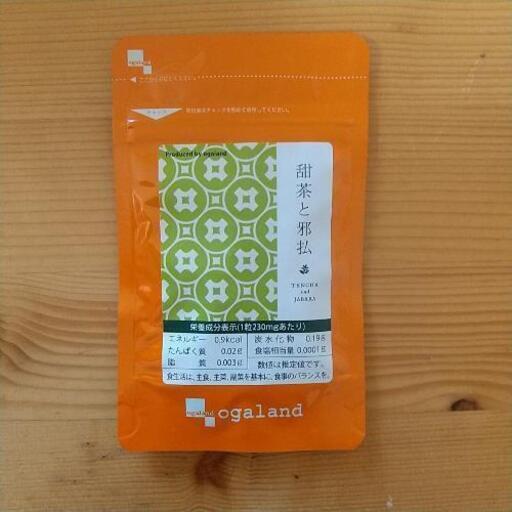 ogaland
Produced by ogaland
甜茶と邪払
TENCHA
and
JABARA
栄養成分表示(1粒230mgあたり)
エネルギー 0.9kcal 炭水化物 0.19g
たんぱく質 0.02g 食塩相当量 0.0001g
脂質 0.003g 数値は推定値です。
食生活は、主食、主菜、副菜を基本に、食事のバランスを。
ogaland ogaland